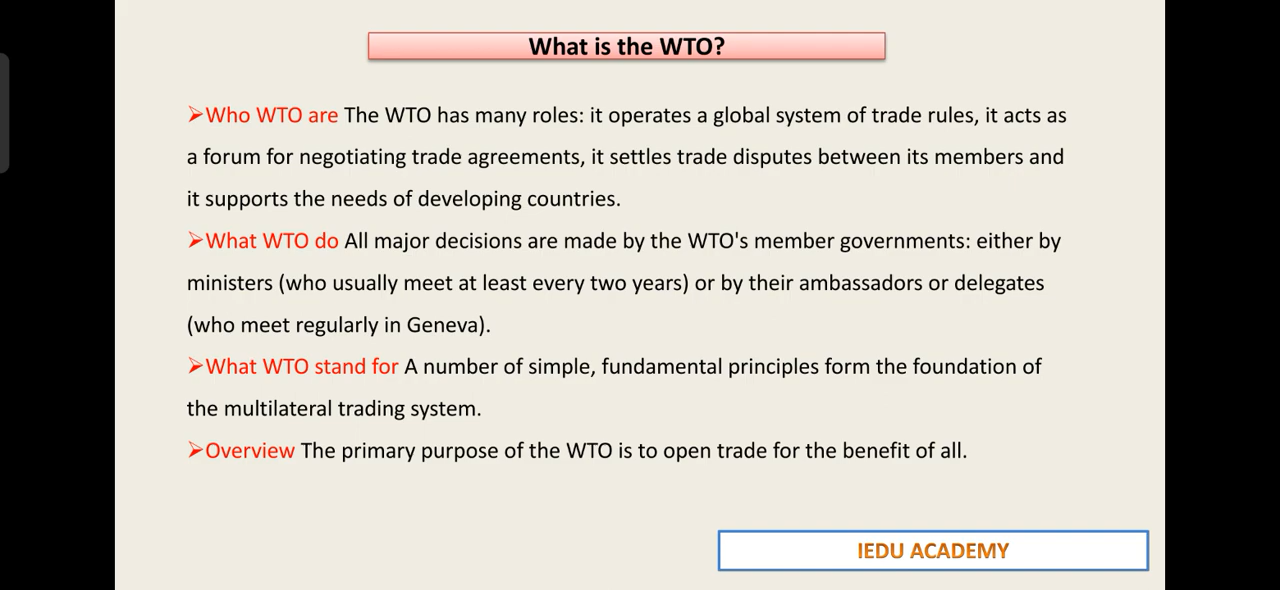 What is the WTO?
➢Who WTO are The WTO has many roles: it operates a global system of trade rules, it acts as
a forum for negotiating trade agreements, it settles trade disputes between its members and
it supports the needs of developing countries.
➢What WTO do All major decisions are made by the WTO's member governments: either by
ministers (who usually meet at least every two years) or by their ambassadors or delegates
(who meet regularly in Geneva).
➢What WTO stand for A number of simple, fundamental principles form the foundation of
the multilateral trading system.
➢Overview The primary purpose of the WTO is to open trade for the benefit of all.
IEDU ACADEMY